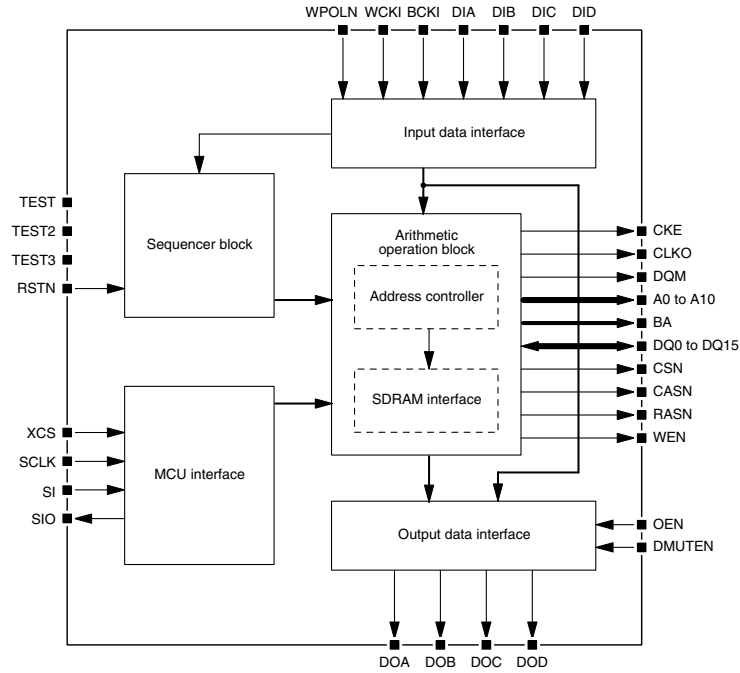 WPOLN WCKI BCKI DIA DIB DIC DID
Input data interface
TEST
TEST2
TEST3
RSTN
Sequencer block
Arithmetic
operation block
Address controller
SDRAM interface
CKE
CLKO
DQM
A0 to A10
BA
DQ0 to DQ15
CSN
CASN
RASN
WEN
XCS
SCLK
SI
SIO
MCU interface
Output data interface
OEN
DMUTEN
DOA DOB DOC DOD